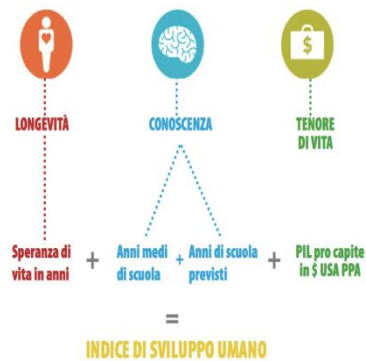 $
LONGEVITÀ
CONOSCENZA
TENORE
DI VITA
Speranza di
vita in anni
+
Anni medi
di scuola
+
Anni di scuola
previsti
+
PIL pro capite
in $ USA PPA
=
INDICE DI SVILUPPO UMANO